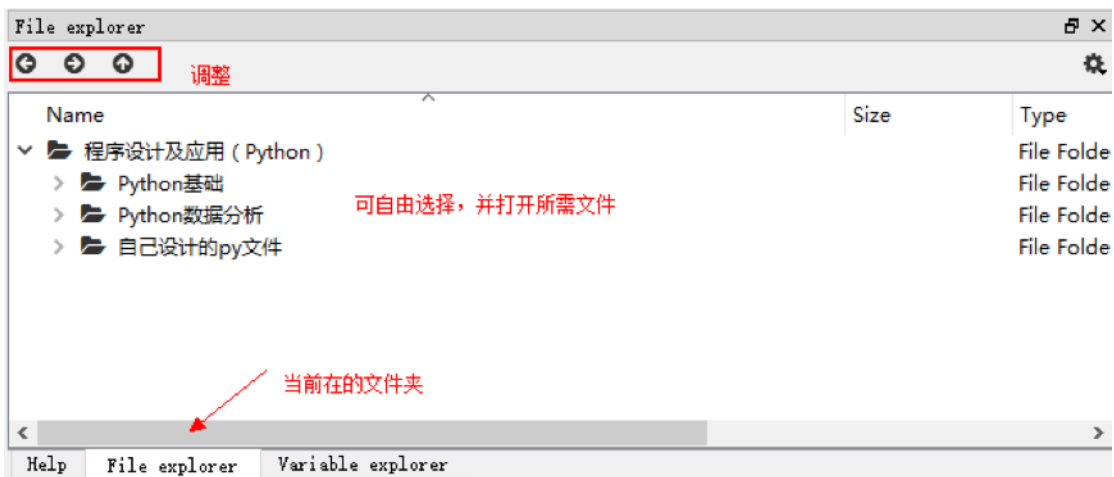 File explorer
调整
Name Size Type
程序设计及应用（Python） File Folde
Python基础 File Folde
可自由选择，并打开所需文件
Python数据分析 File Folde
自己设计的py文件 File Folde
当前在的文件夹
Help File explorer Variable explorer